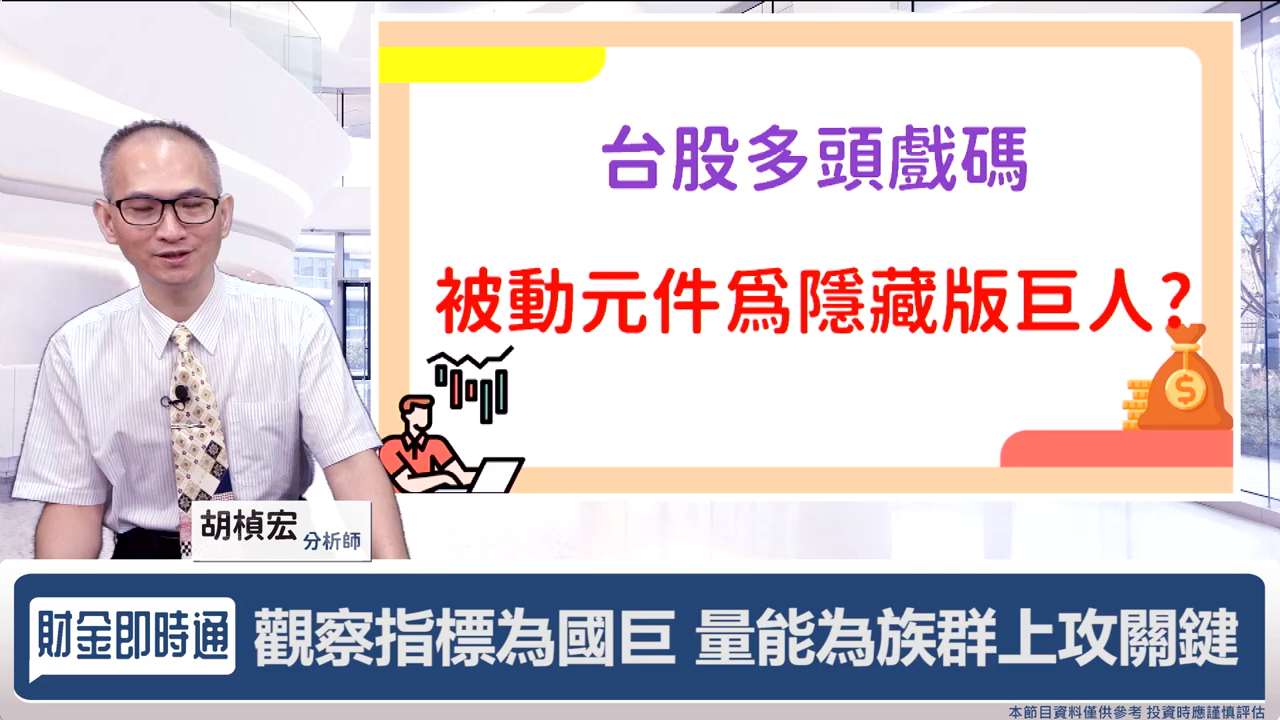 台股多頭戲碼
被動元件爲隱藏版巨人?
$
胡楨宏 分析師
財金即時通
觀察指標為國巨 量能為族群上攻關鍵
本節目資料僅供參考 投資時應謹慎評估